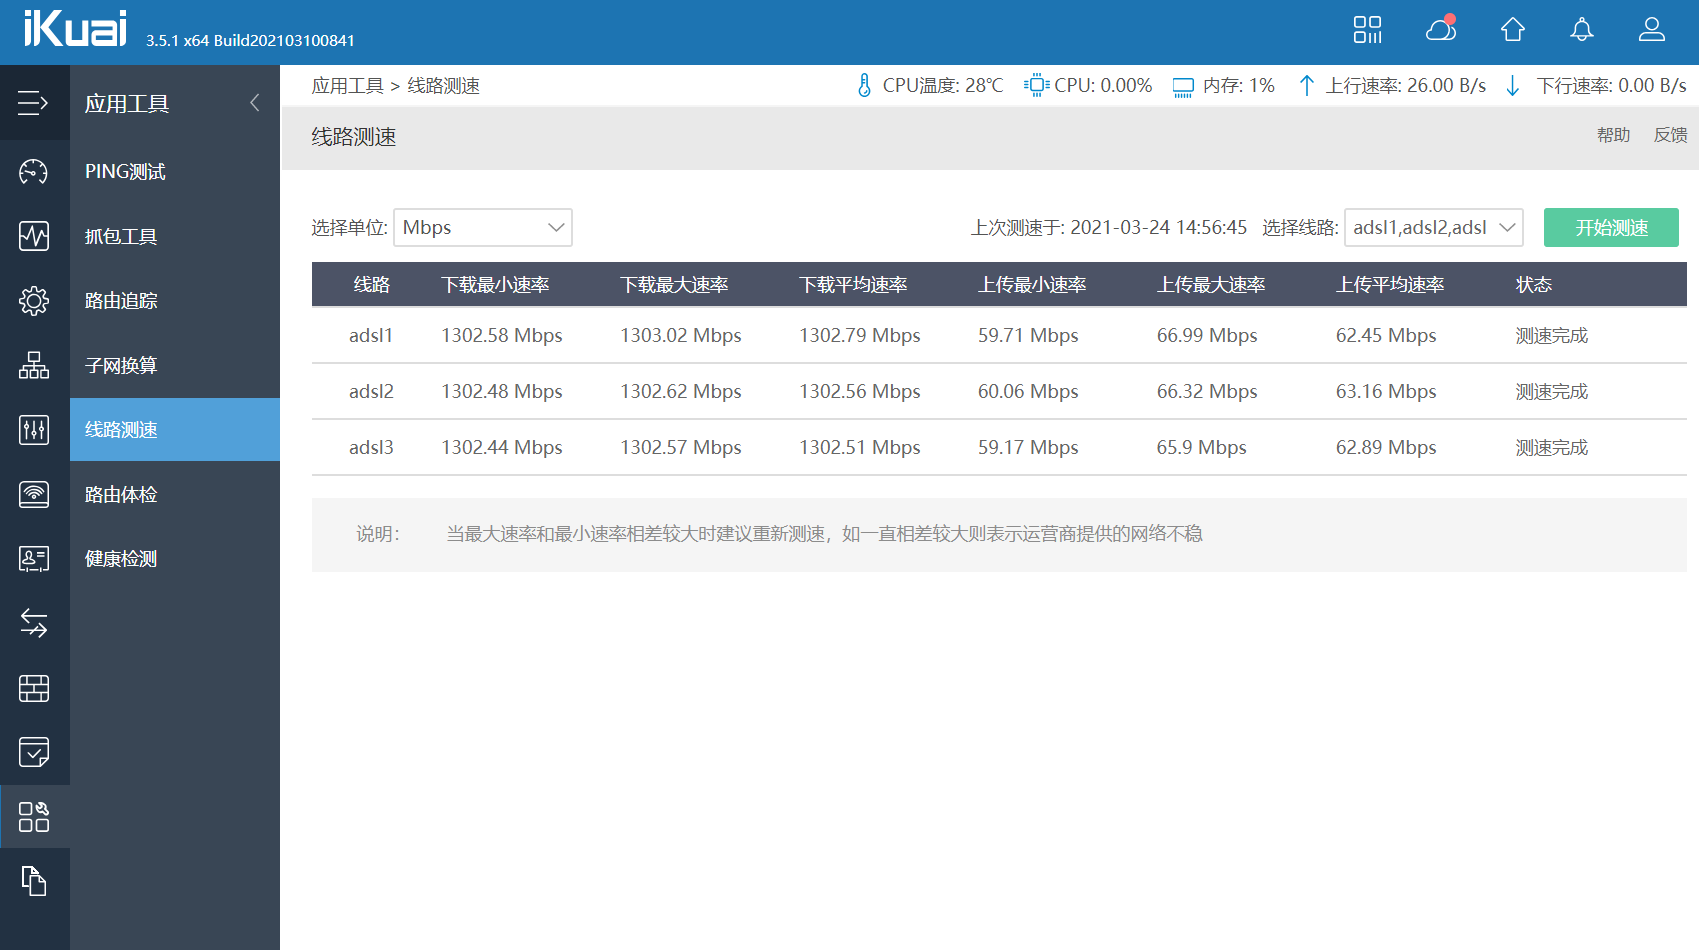 iKuai 3.5.1 x64 Build202103100841
应用工具 > 线路测速 CPU温度: 28℃ CPU: 0.00% 内存: 1% 上行速率: 26.00 B/s 下行速率: 0.00 B/s
应用工具
PING测试
抓包工具
路由追踪
子网换算
线路测速
路由体检
健康检测
线路测速 帮助 反馈
选择单位: Mbps 上次测速于: 2021-03-24 14:56:45 选择线路: adsl1,adsl2,adsl 开始测速
线路 下载最小速率 下载最大速率 下载平均速率 上传最小速率 上传最大速率 上传平均速率 状态
adsl1 1302.58 Mbps 1303.02 Mbps 1302.79 Mbps 59.71 Mbps 66.99 Mbps 62.45 Mbps 测速完成
adsl2 1302.48 Mbps 1302.62 Mbps 1302.56 Mbps 60.06 Mbps 66.32 Mbps 63.16 Mbps 测速完成
adsl3 1302.44 Mbps 1302.57 Mbps 1302.51 Mbps 59.17 Mbps 65.9 Mbps 62.89 Mbps 测速完成
说明： 当最大速率和最小速率相差较大时建议重新测速，如一直相差较大则表示运营商提供的网络不稳